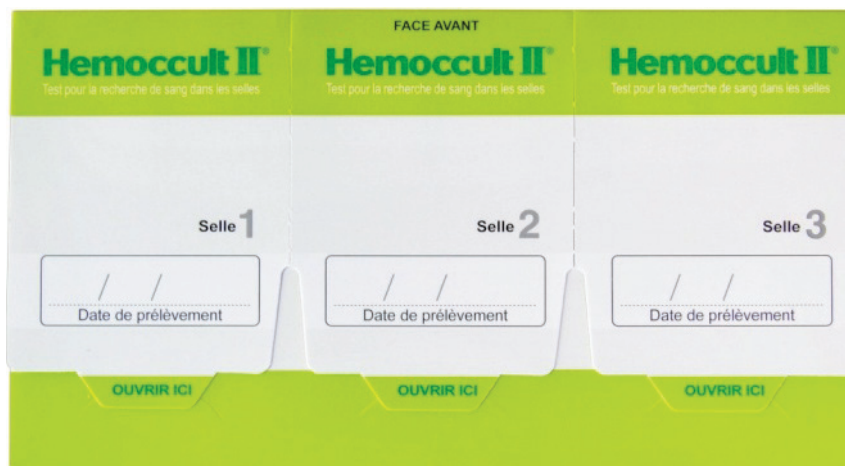 FACE AVANT
Hemoccult II® Hemoccult II® Hemoccult II®
Test pour la recherche de sang dans les selles Test pour la recherche de sang dans les selles Test pour la recherche de sang dans les selles
Selle 1 Selle 2 Selle 3
/ / / / / /
Date de prélèvement Date de prélèvement Date de prélèvement
OUVRIR ICI OUVRIR ICI OUVRIR ICI